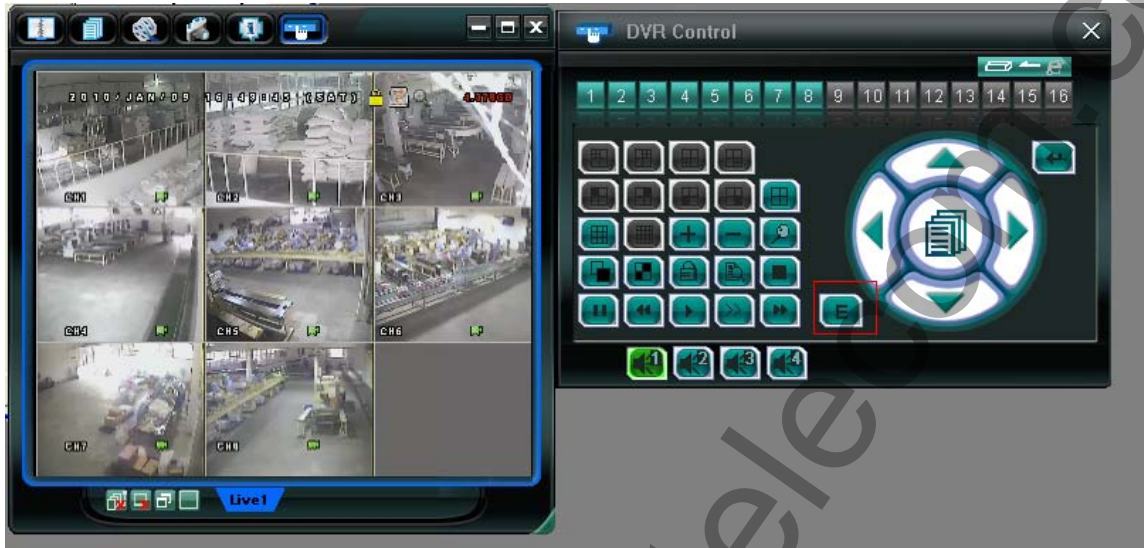 DVR Control
1 2 3 4 5 6 7 8 9 10 11 12 13 14 15 16
2010/JAN/09 16:49:45 (SAT)
CH1
CH2
CH3
CH4
CH5
CH6
CH7
CH8
E
1 2 3 4
Live1